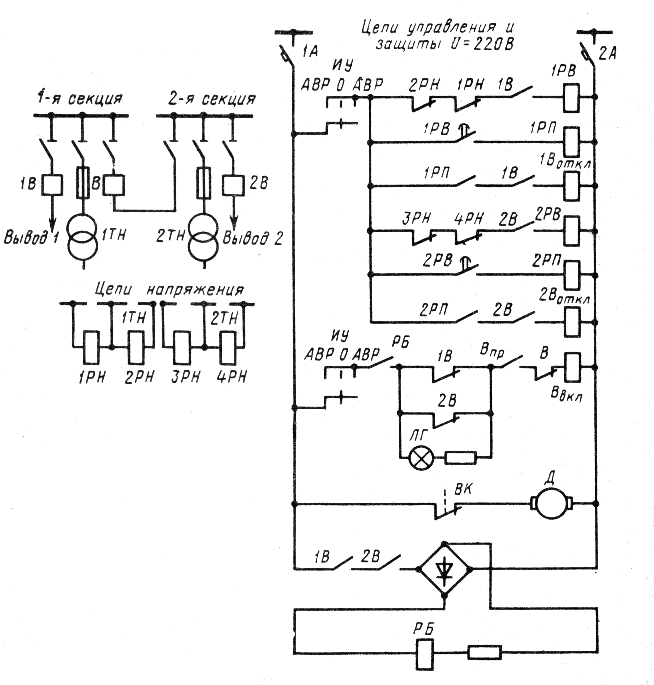 Цепи управления и
защиты U=220В
1А
2А
ИУ
АВР О АВР
2РН 1РН 1В 1РВ
1РВ 1РП
1РП 1В 1Воткл
3РН 4РН 2В 2РВ
2РВ 2РП
2РП 2В 2Воткл
1-я секция 2-я секция
1В В 2В
Вывод 1 1ТН 2ТН Вывод 2
Цепи напряжения
1ТН 2ТН
1РН 2РН 3РН 4РН
ИУ
АВР О АВР РБ 1В Впр В Ввкл
2В
ЛГ
ВК Д
1В 2В
РБ